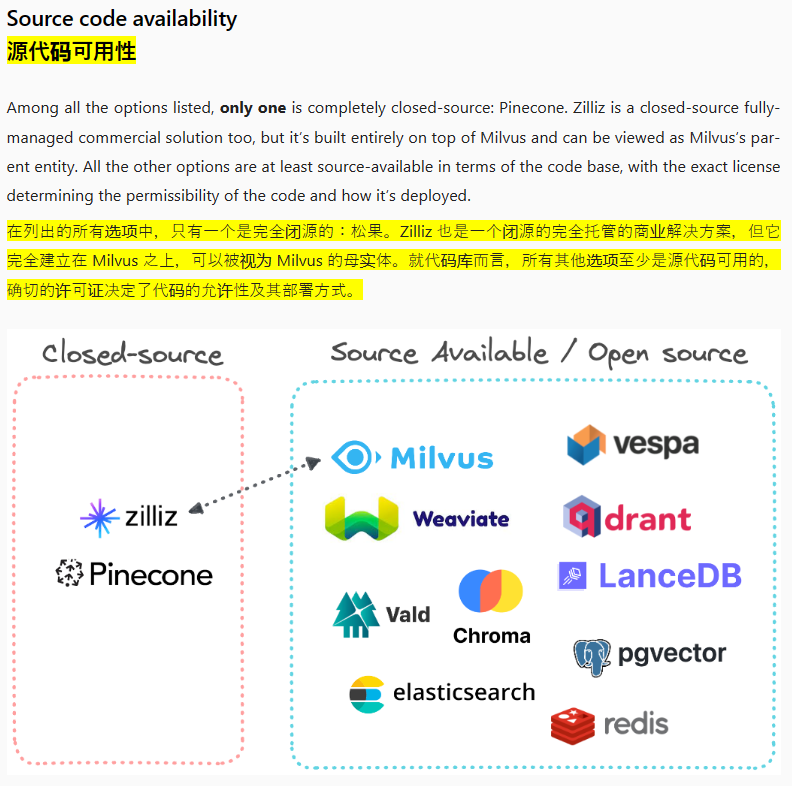 Source code availability
源代码可用性
Among all the options listed, only one is completely closed-source: Pinecone. Zilliz is a closed-source fully-
managed commercial solution too, but it’s built entirely on top of Milvus and can be viewed as Milvus’s par-
ent entity. All the other options are at least source-available in terms of the code base, with the exact license
determining the permissibility of the code and how it’s deployed.
在列出的所有选项中，只有一个是完全闭源的：松果。Zilliz 也是一个闭源的完全托管的商业解决方案，但它
完全建立在 Milvus 之上，可以被视为 Milvus 的母实体。就代码库而言，所有其他选项至少是源代码可用的，
确切的许可证决定了代码的允许性及其部署方式。
Closed-source
Source Available / Open source
Milvus
vespa
zilliz
Weaviate
qdrant
Pinecone
LanceDB
Vald
Chroma
pgvector
elasticsearch
redis